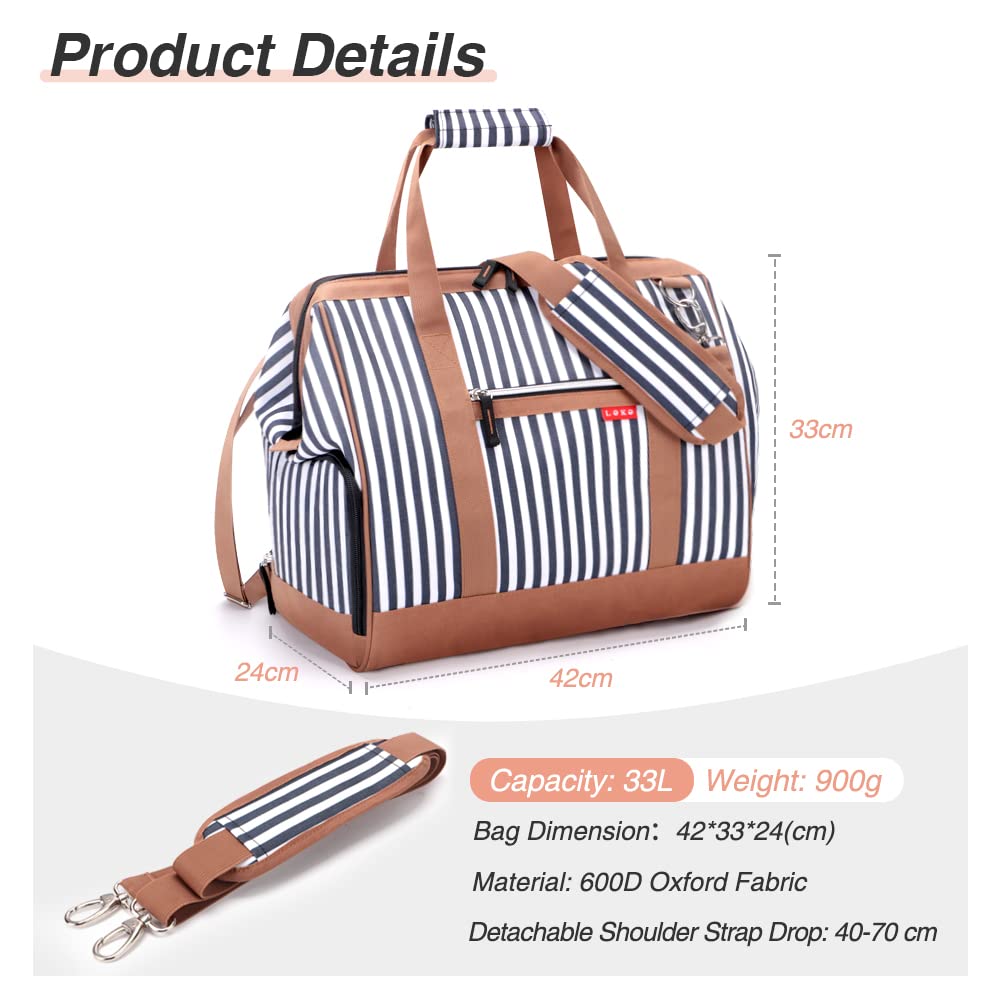 Product Details
LOKO
33cm
24cm
42cm
Capacity: 33L Weight: 900g
Bag Dimension： 42*33*24(cm)
Material: 600D Oxford Fabric
Detachable Shoulder Strap Drop: 40-70 cm